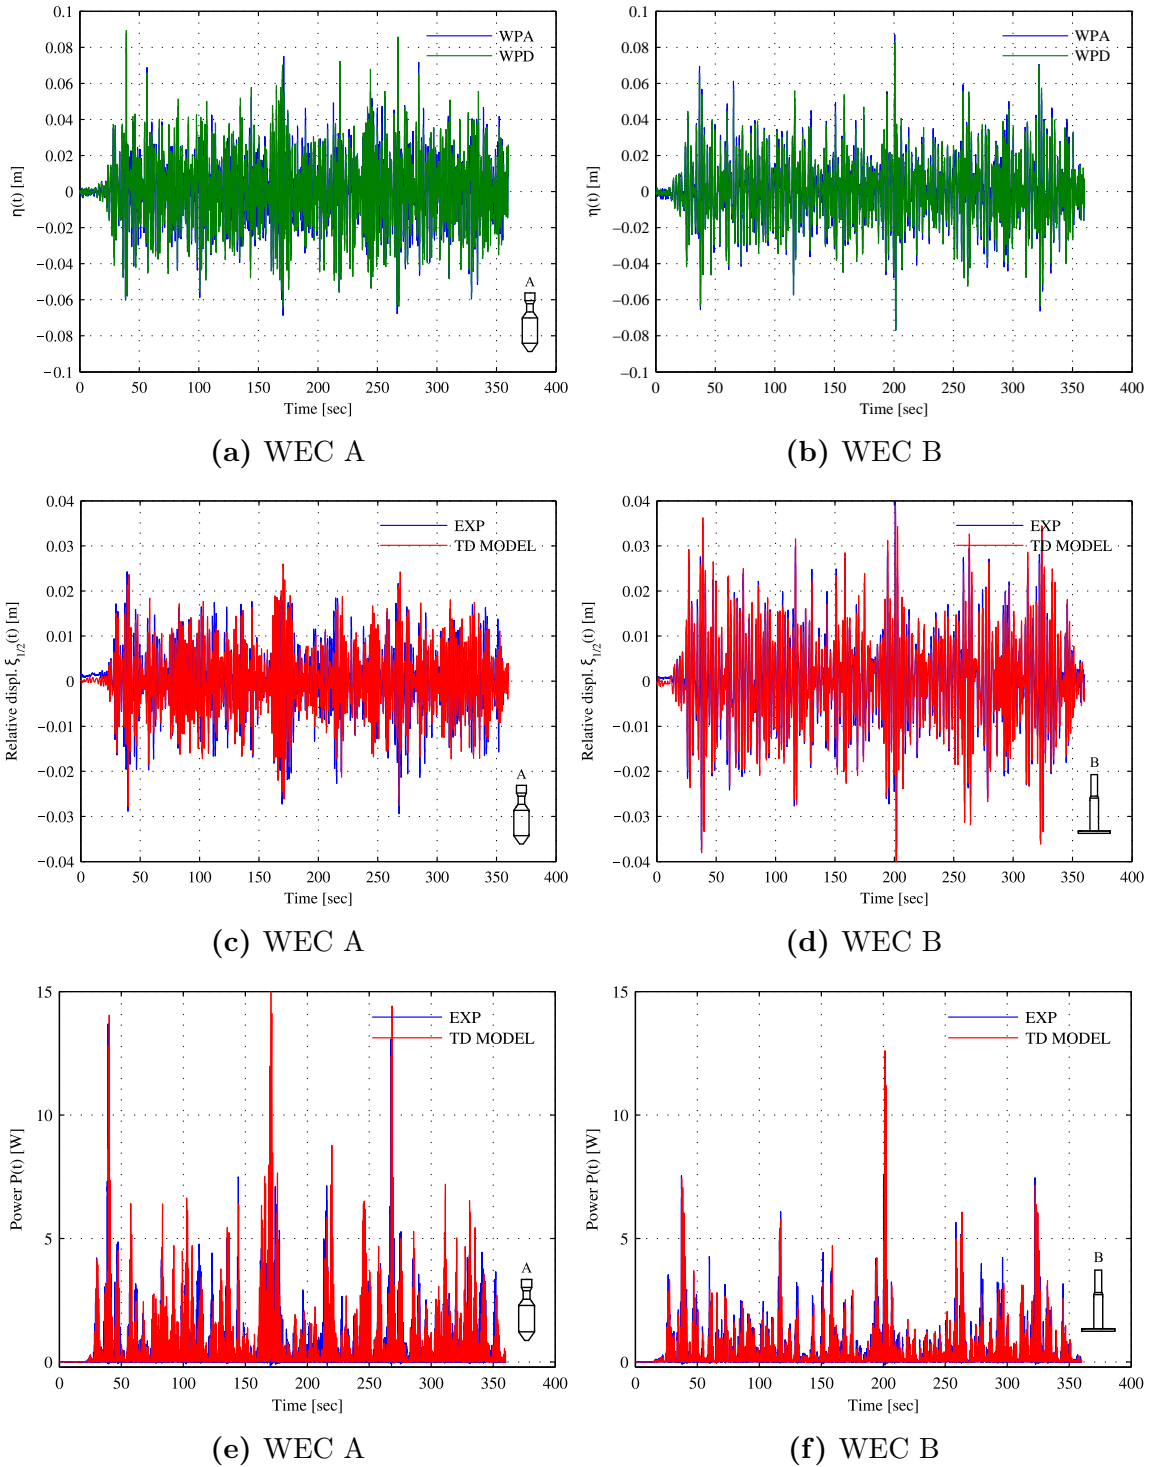 0.1
0.08
0.06
0.04
0.02
0
−0.02
−0.04
−0.06
−0.08
−0.1
η(t) [m]
WPA
WPD
A
0 50 100 150 200 250 300 350 400
Time [sec]
(a) WEC A
0.1
0.08
0.06
0.04
0.02
0
−0.02
−0.04
−0.06
−0.08
−0.1
η(t) [m]
WPA
WPD
0 50 100 150 200 250 300 350 400
Time [sec]
(b) WEC B
0.04
0.03
0.02
0.01
0
−0.01
−0.02
−0.03
−0.04
Relative displ. ξ1/2(t) [m]
EXP
TD MODEL
A
0 50 100 150 200 250 300 350 400
Time [sec]
(c) WEC A
0.04
0.03
0.02
0.01
0
−0.01
−0.02
−0.03
−0.04
Relative displ. ξ1/2(t) [m]
EXP
TD MODEL
B
0 50 100 150 200 250 300 350 400
Time [sec]
(d) WEC B
15
10
5
0
Power P(t) [W]
EXP
TD MODEL
A
0 50 100 150 200 250 300 350 400
Time [sec]
(e) WEC A
15
10
5
0
Power P(t) [W]
EXP
TD MODEL
B
0 50 100 150 200 250 300 350 400
Time [sec]
(f) WEC B